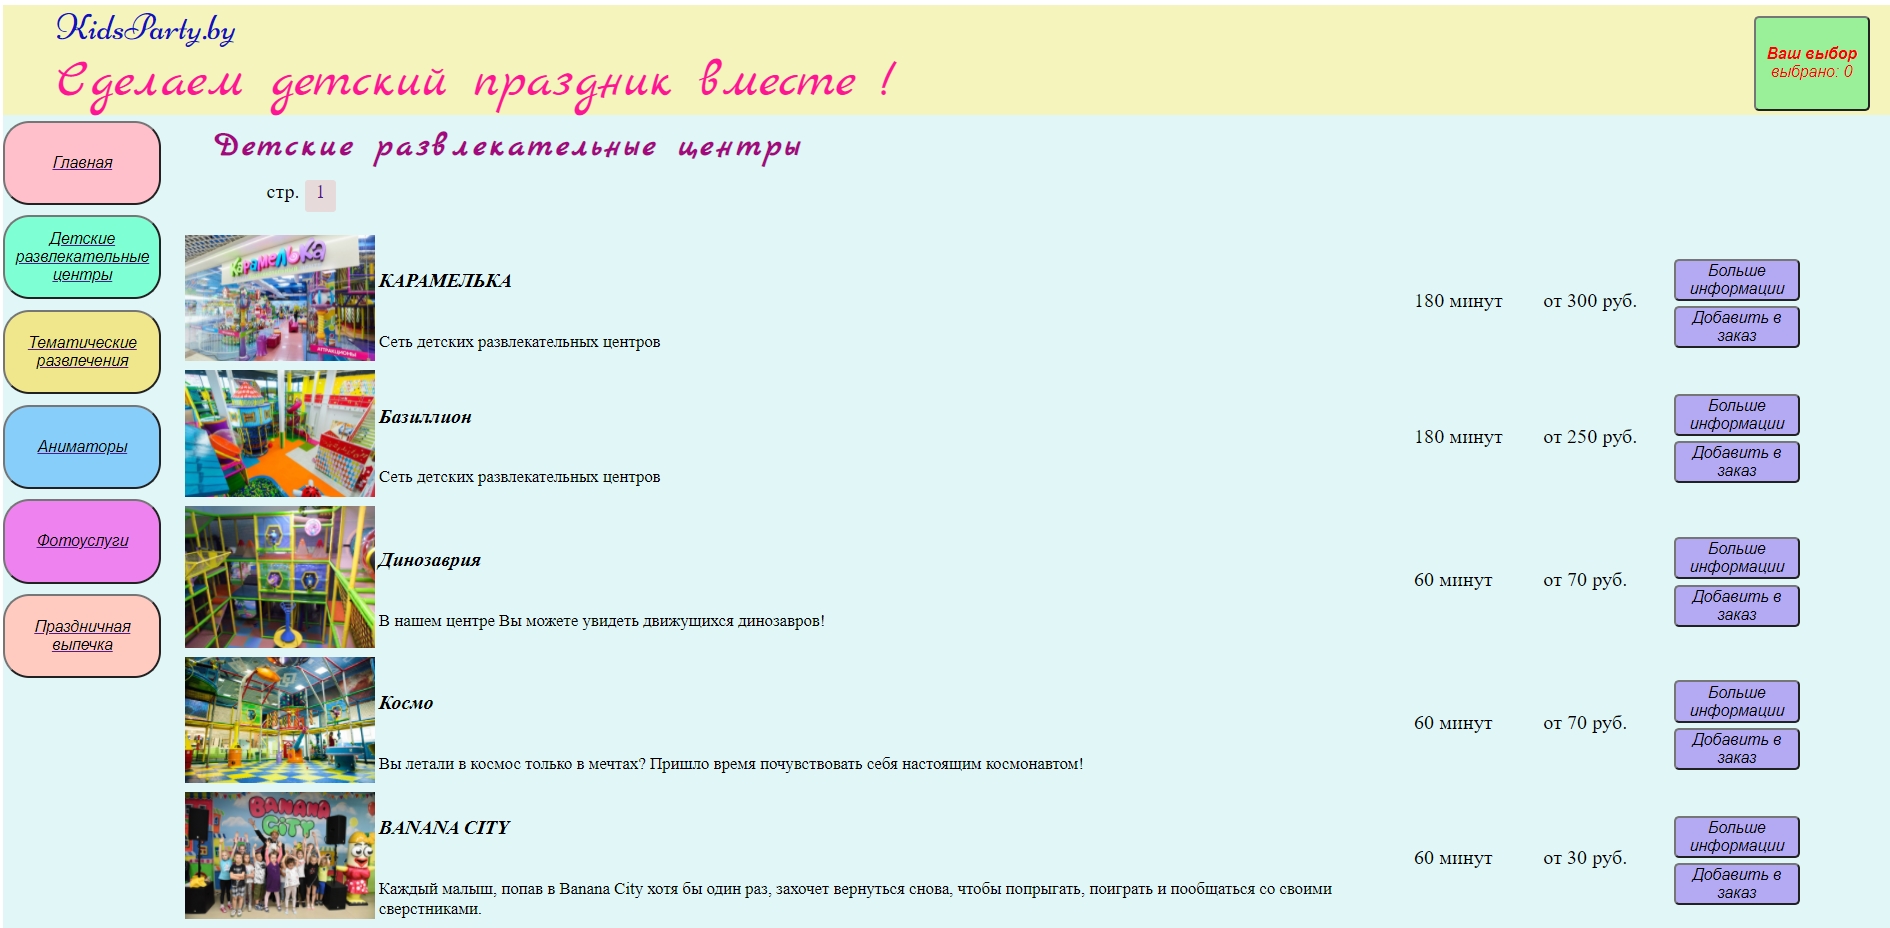 KidsParty.by
Сделаем детский праздник вместе !
Ваш выбор
выбрано: 0
Главная
Детские
развлекательные
центры
Тематические
развлечения
Аниматоры
Фотоуслуги
Праздничная
выпечка
Детские развлекательные центры
стр. 1
Карамелька
АТТРАКЦИОНЫ
КАРАМЕЛЬКА
Сеть детских развлекательных центров
180 минут
от 300 руб.
Больше
информации
Добавить в
заказ
Базиллион
Сеть детских развлекательных центров
180 минут
от 250 руб.
Больше
информации
Добавить в
заказ
Динозаврия
В нашем центре Вы можете увидеть движущихся динозавров!
60 минут
от 70 руб.
Больше
информации
Добавить в
заказ
Космо
Вы летали в космос только в мечтах? Пришло время почувствовать себя настоящим космонавтом!
60 минут
от 70 руб.
Больше
информации
Добавить в
заказ
BANANA
CITY
BANANA CITY
Каждый малыш, попав в Banana City хотя бы один раз, захочет вернуться снова, чтобы попрыгать, поиграть и пообщаться со своими
сверстниками.
60 минут
от 30 руб.
Больше
информации
Добавить в
заказ